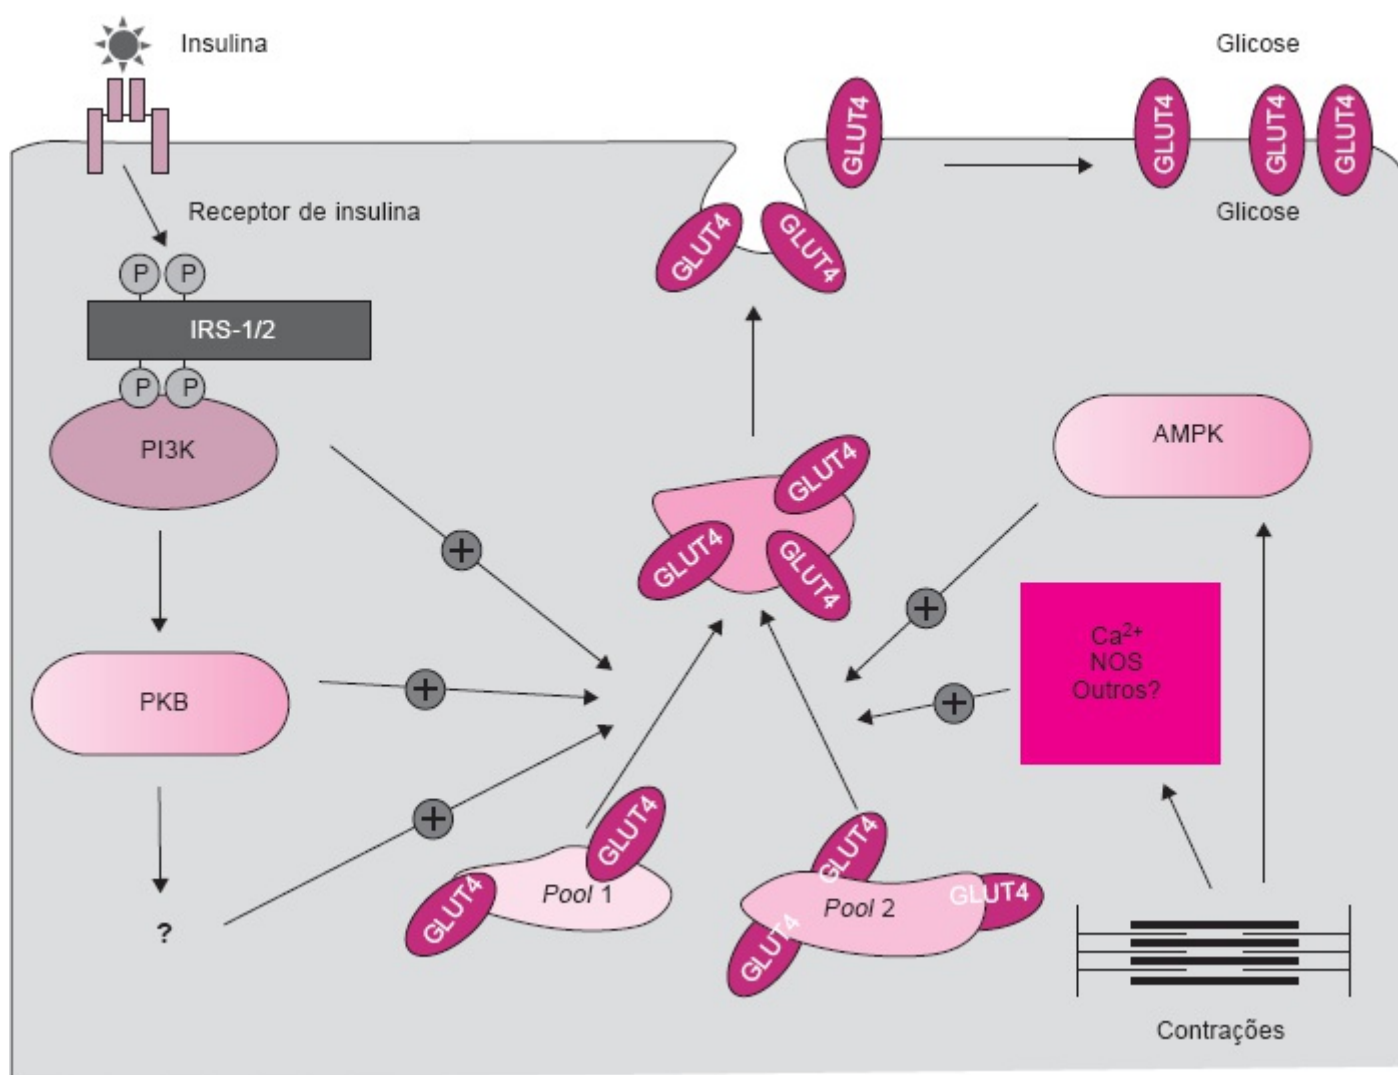 Insulina
Glicose
GLUT4
GLUT4
GLUT4
GLUT4
Receptor de insulina
Glicose
GLUT4
GLUT4
P P
IRS-1/2
P P
PI3K
AMPK
GLUT4
GLUT4
GLUT4
+
+
Ca²⁺
NOS
Outros?
PKB
+
+
+
GLUT4
GLUT4
Pool 1
GLUT4
GLUT4
Pool 2
GLUT4
?
Contrações